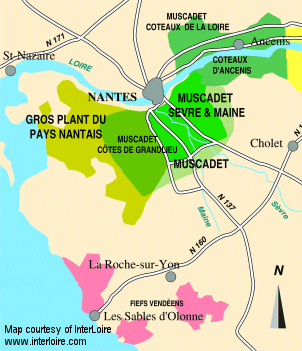 MUSCADET
COTEAUX DE LA LOIRE
N 171
Ancenis
St-Nazaire
LOIRE
COTEAUX
D'ANCENIS
NANTES
MUSCADET
SEVRE & MAINE
GROS PLANT DU
PAYS NANTAIS
MUSCADET
CÔTES DE GRANDLIEU
Cholet
MUSCADET
Sèvre
Maine
N 137
N 160
La Roche-sur-Yon
FIEFS VENDÉENS
Les Sables d'Olonne
N
Map courtesy of InterLoire
www.interloire.com